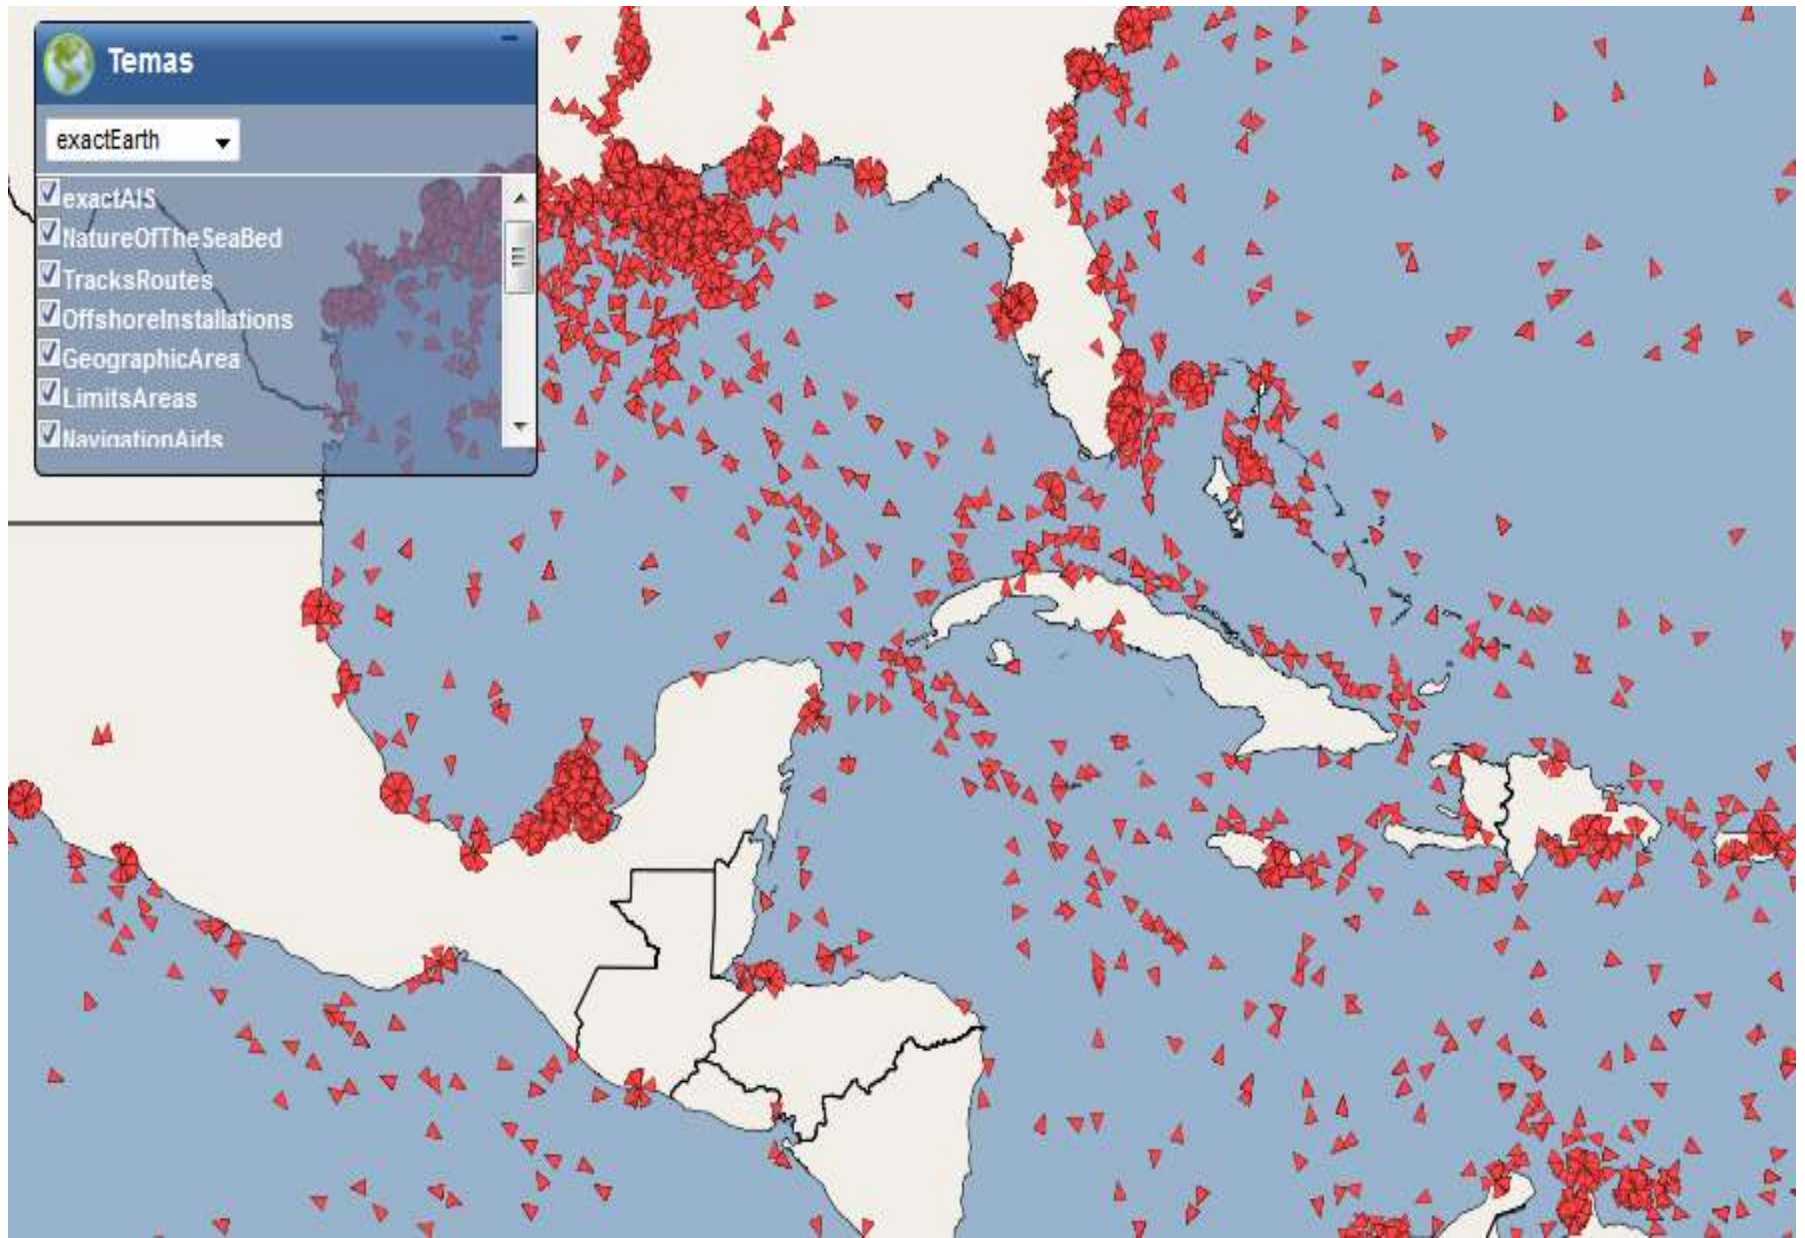 Temas
exactEarth
exactAIS
NatureOfTheSeaBed
TracksRoutes
OffshoreInstallations
GeographicArea
LimitsAreas
NavigationAids